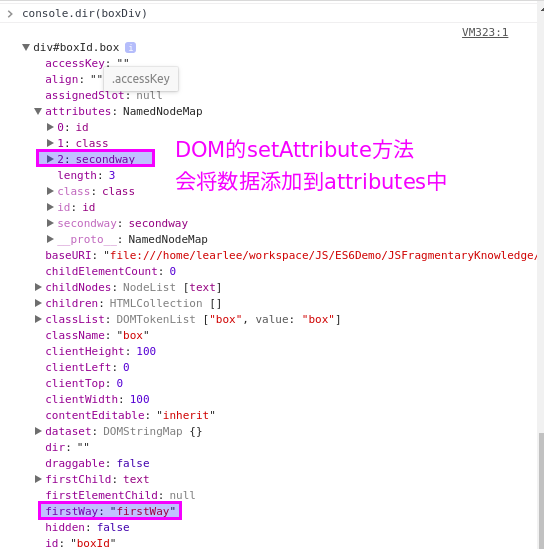 console.dir(boxDiv)
VM323:1
div#boxId.box i
accessKey: ""
align: "" .accessKey
assignedSlot: null
attributes: NamedNodeMap
0: id
1: class
2: secondway
length: 3
class: class
id: id
secondway: secondway
__proto__: NamedNodeMap
DOM的setAttribute方法
会将数据添加到attributes中
baseURI: "file:///home/learlee/workspace/JS/ES6Demo/JSFragmentaryKnowledge/
childElementCount: 0
childNodes: NodeList [text]
children: HTMLCollection []
classList: DOMTokenList ["box", value: "box"]
className: "box"
clientHeight: 100
clientLeft: 0
clientTop: 0
clientWidth: 100
contentEditable: "inherit"
dataset: DOMStringMap {}
dir: ""
draggable: false
firstChild: text
firstElementChild: null
firstWay: "firstWay"
hidden: false
id: "boxId"